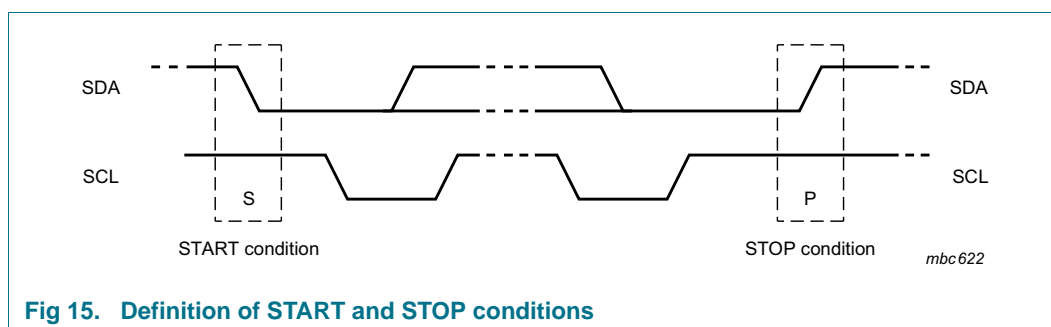 SDA SDA
SCL SCL
S P
START condition STOP condition
mbc622
Fig 15. Definition of START and STOP conditions